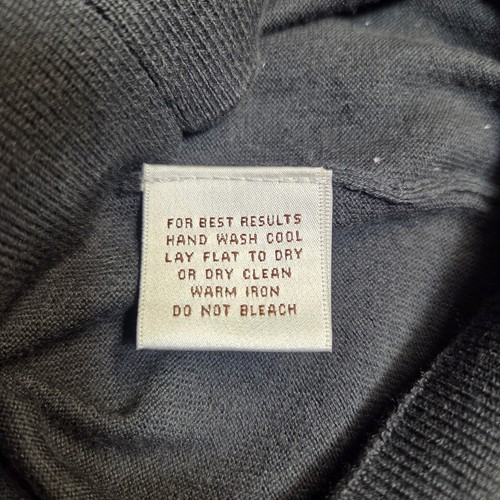 FOR BEST RESULTS
HAND WASH COOL
LAY FLAT TO DRY
OR DRY CLEAN
WARM IRON
DO NOT BLEACH